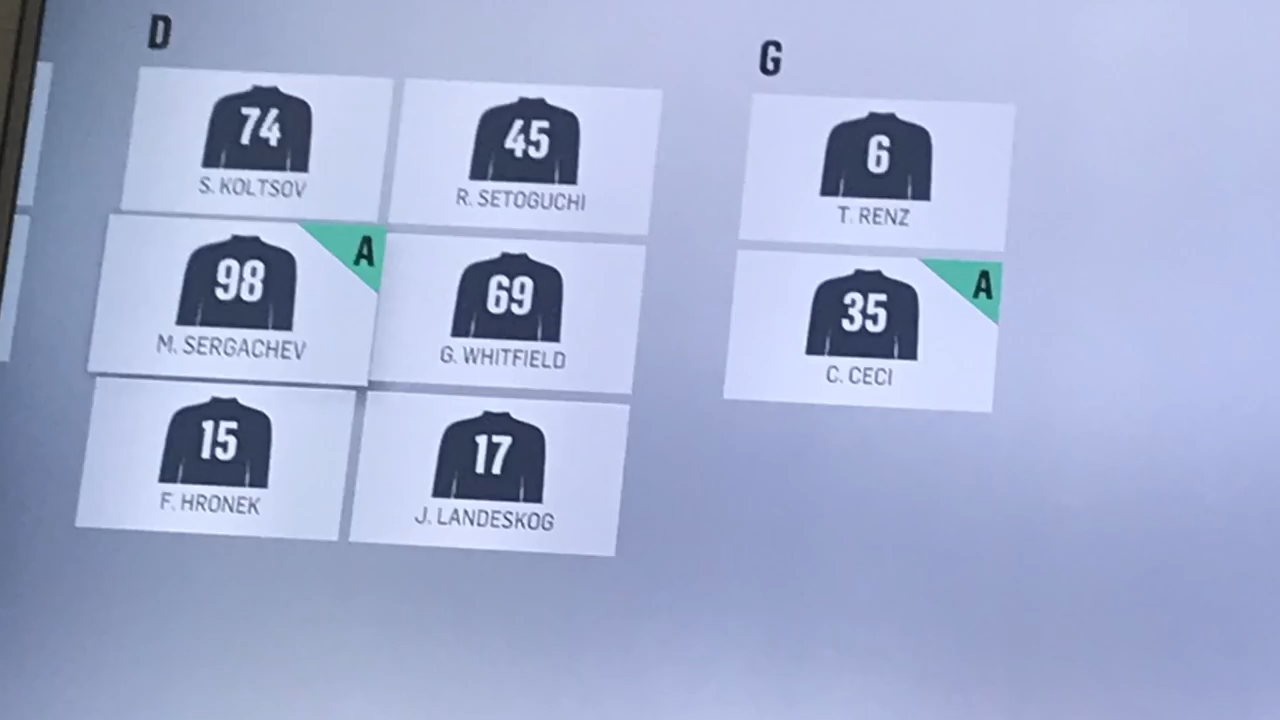 D
74
S. KOLTSOV
45
R. SETOGUCHI
A
98
M. SERGACHEV
69
G. WHITFIELD
15
F. HRONEK
17
J. LANDESKOG
G
6
T. RENZ
A
35
C. CECI